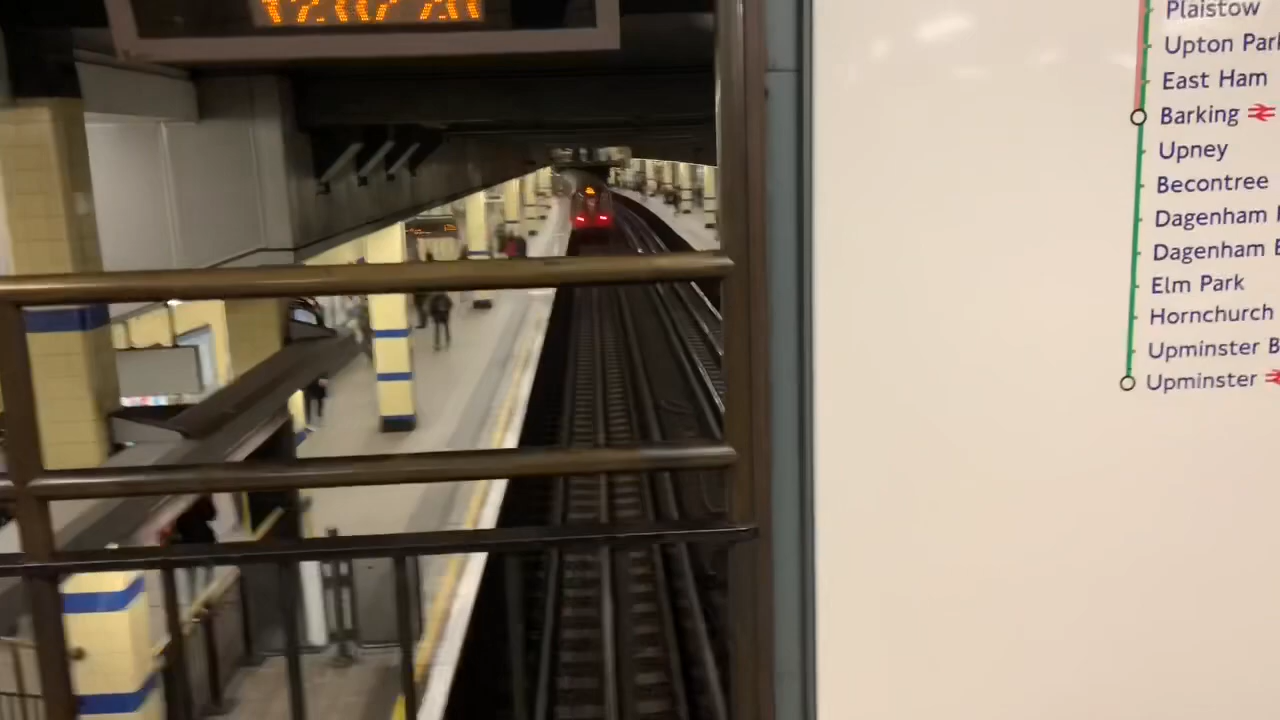 Plaistow
Upton Par
East Ham
Barking
Upney
Becontree
Dagenham
Dagenham
Elm Park
Hornchurch
Upminster B
Upminster